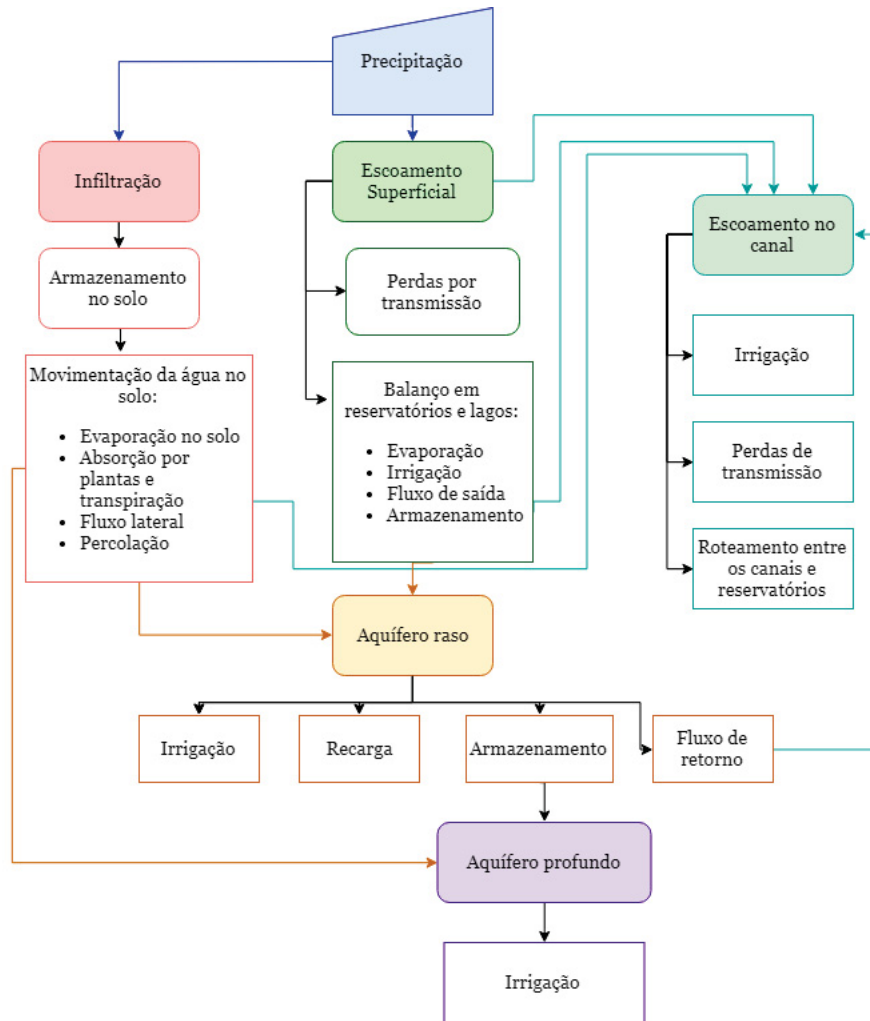 Precipitação
Infiltração
Escoamento
Superficial
Escoamento no
canal
Armazenamento
no solo
Perdas por
transmissão
Irrigação
Movimentação da água no
solo:
• Evaporação no solo
• Absorção por
plantas e
transpiração
• Fluxo lateral
• Percolação
Balanço em
reservatórios e lagos:
• Evaporação
• Irrigação
• Fluxo de saída
• Armazenamento
Perdas de
transmissão
Roteamento entre
os canais e
reservatórios
Aquífero raso
Irrigação
Recarga
Armazenamento
Fluxo de
retorno
Aquífero profundo
Irrigação